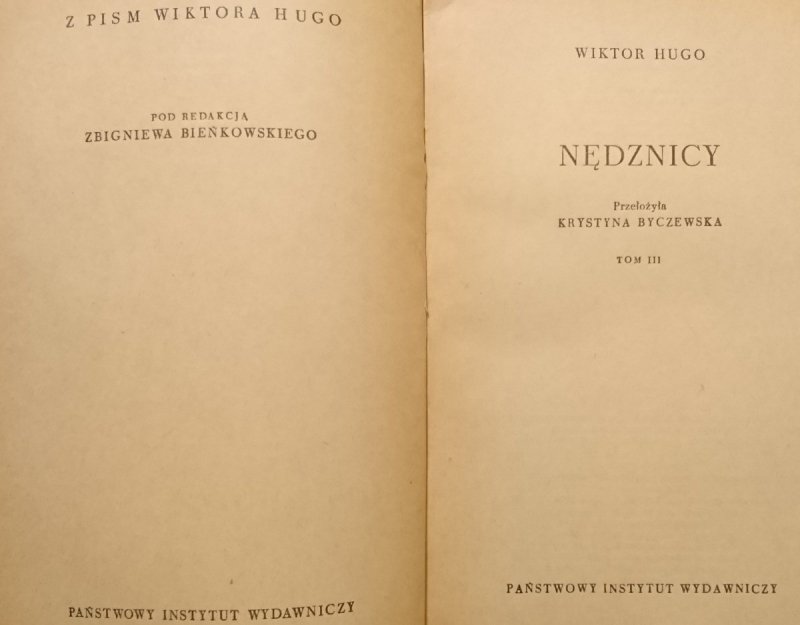 Z PISM WIKTORA HUGO
POD REDAKCJĄ
ZBIGNIEWA BIEŃKOWSKIEGO
PAŃSTWOWY INSTYTUT WYDAWNICZY
WIKTOR HUGO
NĘDZNICY
Przełożyła
KRYSTYNA BYCZEWSKA
TOM III
PAŃSTWOWY INSTYTUT WYDAWNICZY